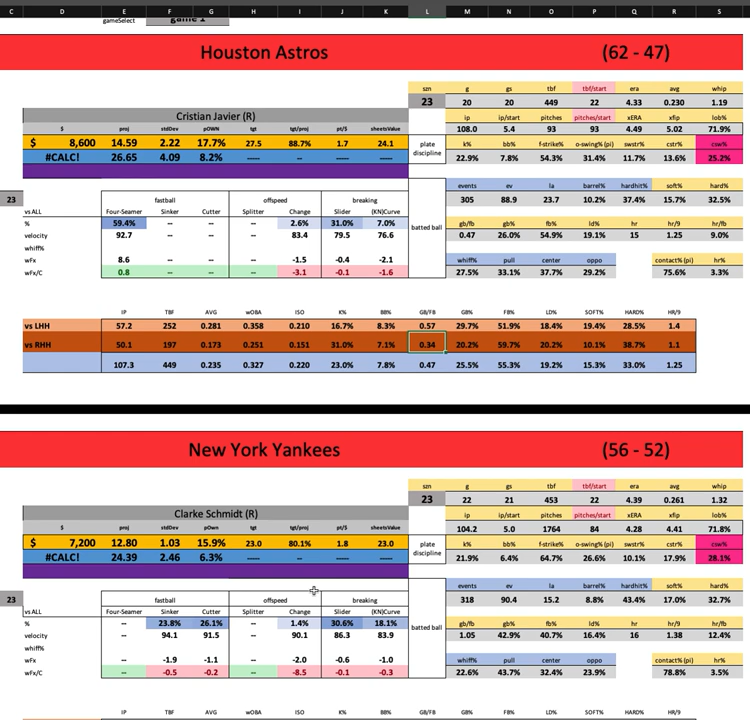 C D E F G H I J K L M N O P Q R S
gameSelect game 1
Houston Astros (62 - 47)
szn g gs tbf tbf/start era avg whip
23 20 20 449 22 4.33 0.230 1.19
Cristian Javier (R) ip ip/start pitches pitches/start xERA xfip lob%
108.0 5.4 93 93 4.49 5.02 71.9%
$ proj stdDev pOWN tgt tgt/proj pt/$ sheetsValue
$ 8,600 14.59 2.22 17.7% 27.5 88.7% 1.7 24.1
plate discipline k% bb% f-strike% o-swing% (pi) swstr% cstr% csw%
#CALC! 26.65 4.09 8.2% ---- -- ---- ----
22.9% 7.8% 54.3% 31.4% 11.7% 13.6% 25.2%
events ev la barrel% hardhit% soft% hard%
23 fastball offspeed breaking 305 88.9 23.7 10.2% 37.4% 15.7% 32.5%
vs ALL Four-Seamer Sinker Cutter Splitter Change Slider (KN)Curve
% 59.4% -- -- -- 2.6% 31.0% 7.0% batted ball gb/fb gb% fb% ld% hr hr/9 hr/fb
velocity 92.7 -- -- -- 83.4 79.5 76.6 0.47 26.0% 54.9% 19.1% 15 1.25 9.0%
whiff%
wFx 8.6 -- -- -- -1.5 -0.4 -2.1 whiff% pull center oppo contact% (pi) hr%
wFx/C 0.8 -- -- -- -3.1 -0.1 -1.6 27.5% 33.1% 37.7% 29.2% 75.6% 3.3%
IP TBF AVG wOBA ISO K% BB% GB/FB GB% FB% LD% SOFT% HARD% HR/9
vs LHH 57.2 252 0.281 0.358 0.210 16.7% 8.3% 0.57 29.7% 51.9% 18.4% 19.4% 28.5% 1.4
vs RHH 50.1 197 0.173 0.251 0.151 31.0% 7.1% 0.34 20.2% 59.7% 20.2% 10.1% 38.7% 1.1
107.3 449 0.235 0.327 0.220 23.0% 7.8% 0.47 25.5% 55.3% 19.2% 15.3% 33.0% 1.25
New York Yankees (56 - 52)
szn g gs tbf tbf/start era avg whip
23 22 21 453 22 4.39 0.261 1.32
Clarke Schmidt (R) ip ip/start pitches pitches/start xERA xfip lob%
104.2 5.0 1764 84 4.28 4.41 71.8%
$ proj stdDev pOwn tgt tgt/proj pt/$ sheetsValue
$ 7,200 12.80 1.03 15.9% 23.0 80.1% 1.8 23.0
plate discipline k% bb% f-strike% o-swing% (pi) swstr% cstr% csw%
#CALC! 24.39 2.46 6.3% ---- -- ---- ----
21.9% 6.4% 64.7% 26.6% 10.1% 17.9% 28.1%
events ev la barrel% hardhit% soft% hard%
23 fastball offspeed breaking 318 90.4 15.2 8.8% 43.4% 17.0% 32.7%
vs ALL Four-Seamer Sinker Cutter Splitter Change Slider (KN)Curve
% -- 23.8% 26.1% -- 1.4% 30.6% 18.1% batted ball gb/fb gb% fb% ld% hr hr/9 hr/fb
velocity -- 94.1 91.5 -- 90.1 86.3 83.9 1.05 42.9% 40.7% 16.4% 16 1.38 12.4%
whiff%
wFx -- -1.9 -1.1 -- -2.0 -0.6 -1.0 whiff% pull center oppo contact% (pi) hr%
wFx/C -- -0.5 -0.2 -- -8.5 -0.1 -0.3 22.6% 43.7% 32.4% 23.9% 78.8% 3.5%
IP TBF AVG wOBA ISO K% BB% GB/FB GB% FB% LD% SOFT% HARD% HR/9